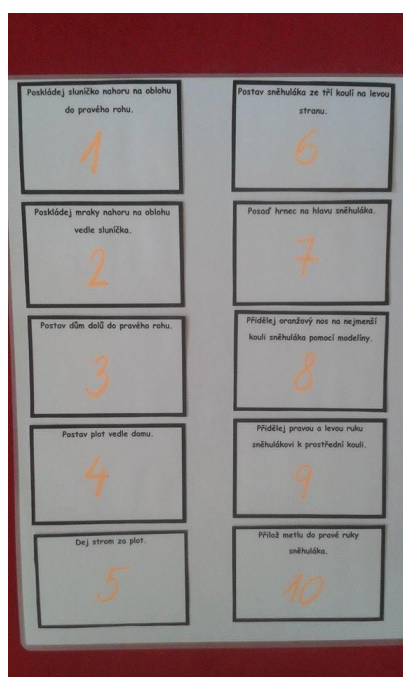 Poskládej sluníčko nahoru na oblohu
do pravého rohu.
1
Poskládej mraky nahoru na oblohu
vedle sluníčka.
2
Postav dům dolů do pravého rohu.
3
Postav plot vedle domu.
4
Dej strom za plot.
5
Postav sněhuláka ze tří koulí na levou
stranu.
6
Posaď hrnec na hlavu sněhuláka.
7
Přidělej oranžový nos na nejmenší
kouli sněhuláka pomocí modelíny.
8
Přidělej pravou a levou ruku
sněhulákovi k prostřední kouli.
9
Přilož metlu do pravé ruky
sněhuláka.
10